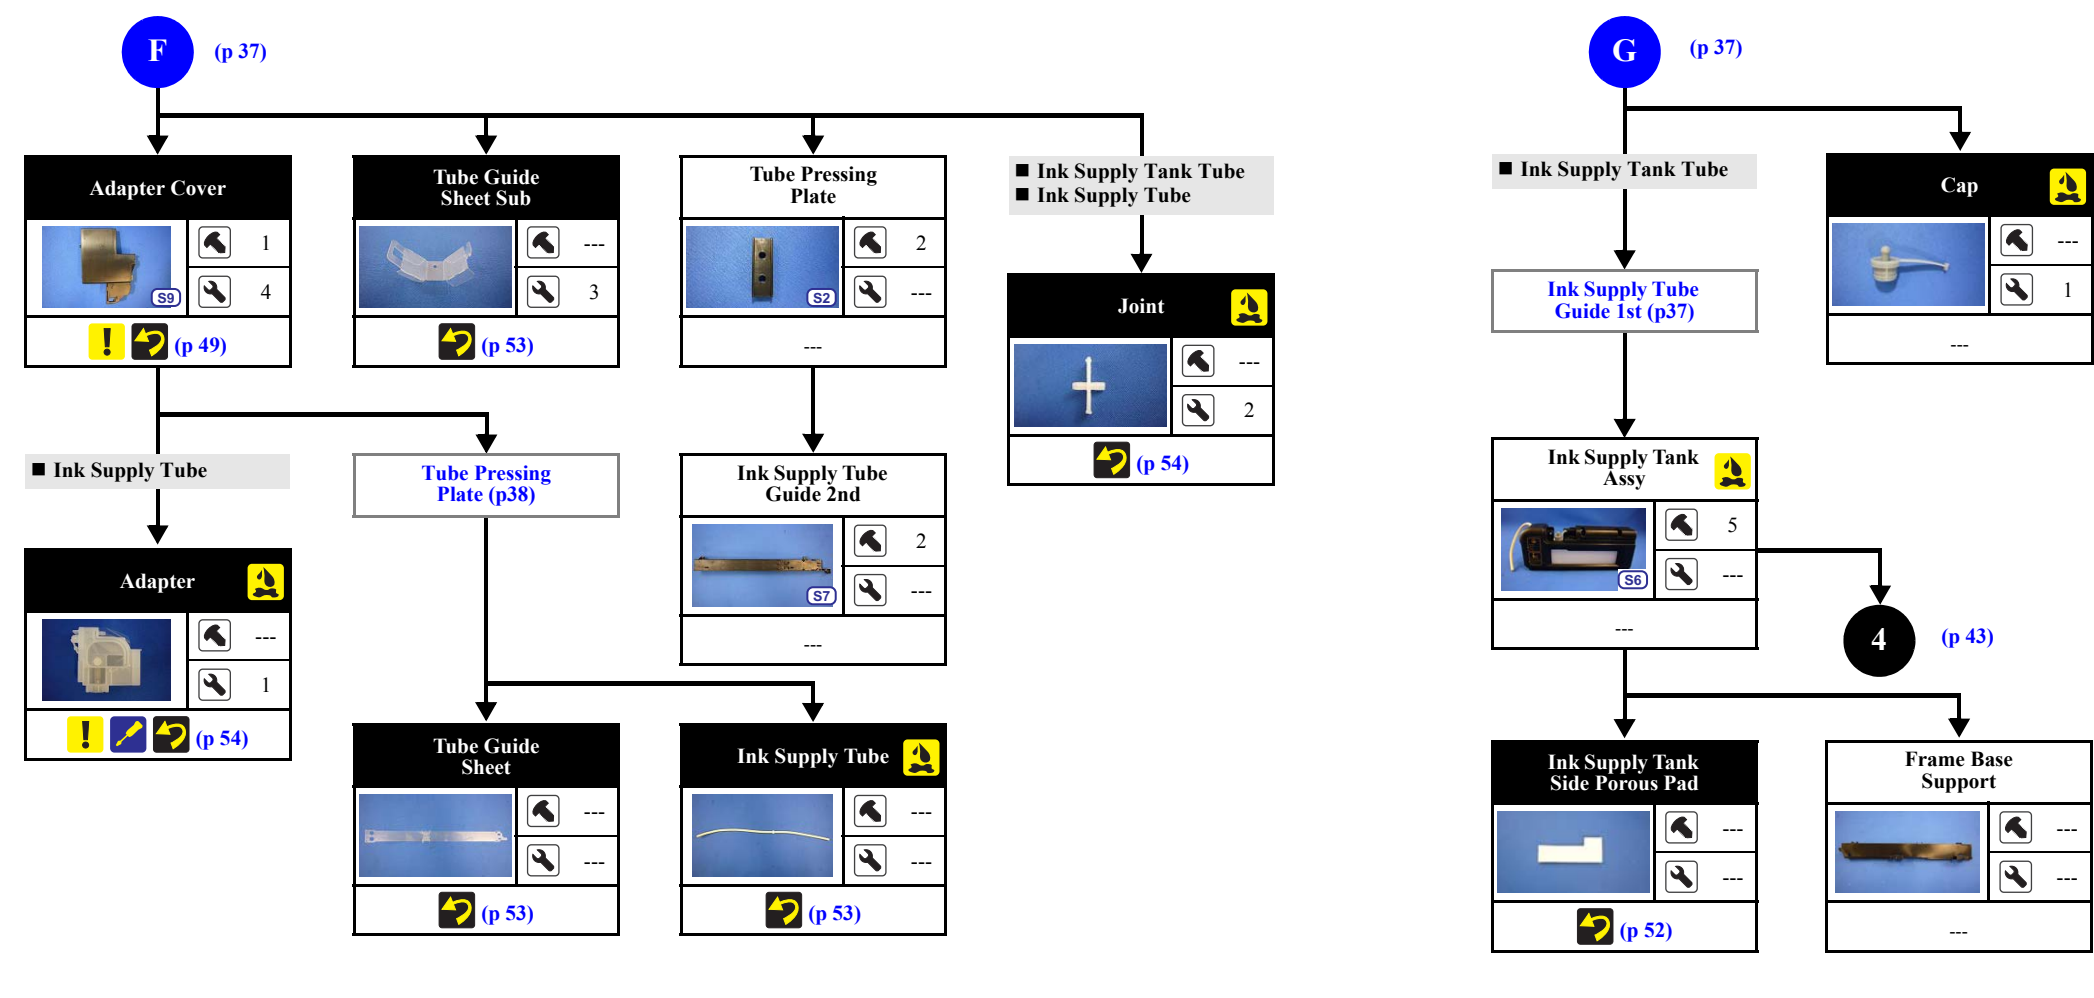 F
(p 37)
Adapter Cover
S9
1
4
(p 49)
■ Ink Supply Tube
Adapter
---
1
(p 54)
Tube Guide
Sheet Sub
---
3
(p 53)
Tube Pressing
Plate (p38)
Tube Guide
Sheet
---
---
(p 53)
Tube Pressing
Plate
S2
2
---
---
Ink Supply Tube
Guide 2nd
S7
2
---
---
Ink Supply Tube
---
---
(p 53)
■ Ink Supply Tank Tube
■ Ink Supply Tube
Joint
---
2
(p 54)
G
(p 37)
■ Ink Supply Tank Tube
Ink Supply Tube
Guide 1st (p37)
Ink Supply Tank
Assy
S6
5
---
---
Ink Supply Tank
Side Porous Pad
---
---
(p 52)
Cap
---
1
---
4
(p 43)
Frame Base
Support
---
---
---